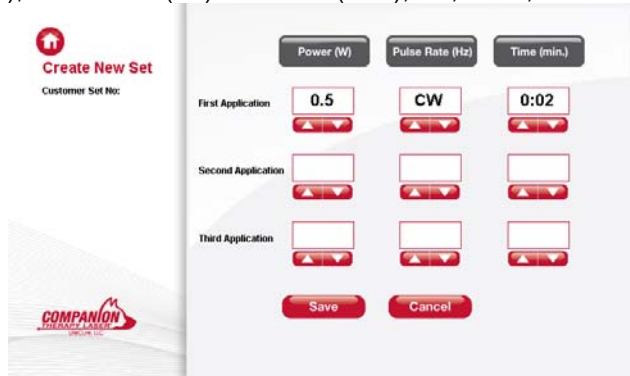 Create New Set
Customer Set No:
Power (W) Pulse Rate (Hz) Time (min.)
First Application 0.5 CW 0:02
Second Application
Third Application
Save Cancel
COMPANION
THERAPY LASER